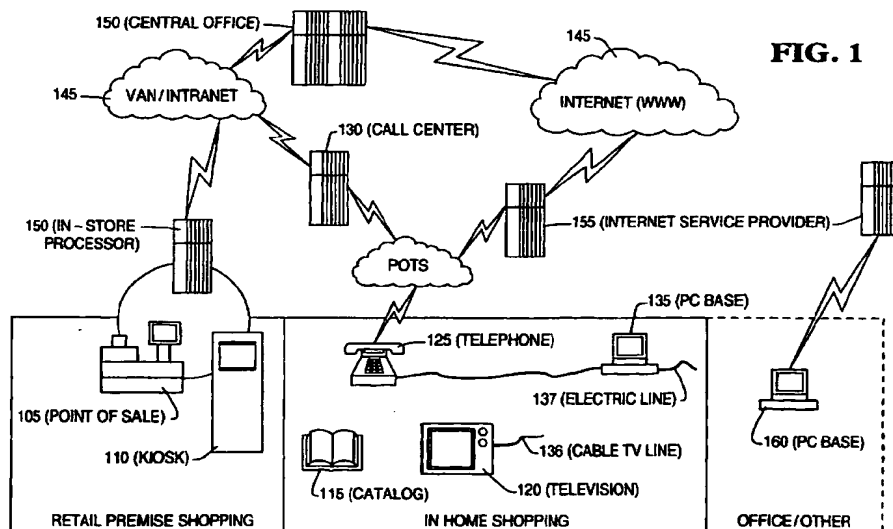 150 (CENTRAL OFFICE)
FIG. 1
145
145
VAN/INTRANET
INTERNET (WWW)
130 (CALL CENTER)
150 (IN-STORE
PROCESSOR)
155 (INTERNET SERVICE PROVIDER)
POTS
135 (PC BASE)
125 (TELEPHONE)
137 (ELECTRIC LINE)
105 (POINT OF SALE)
160 (PC BASE)
110 (KIOSK)
136 (CABLE TV LINE)
115 (CATALOG)
120 (TELEVISION)
RETAIL PREMISE SHOPPING
IN HOME SHOPPING
OFFICE/OTHER